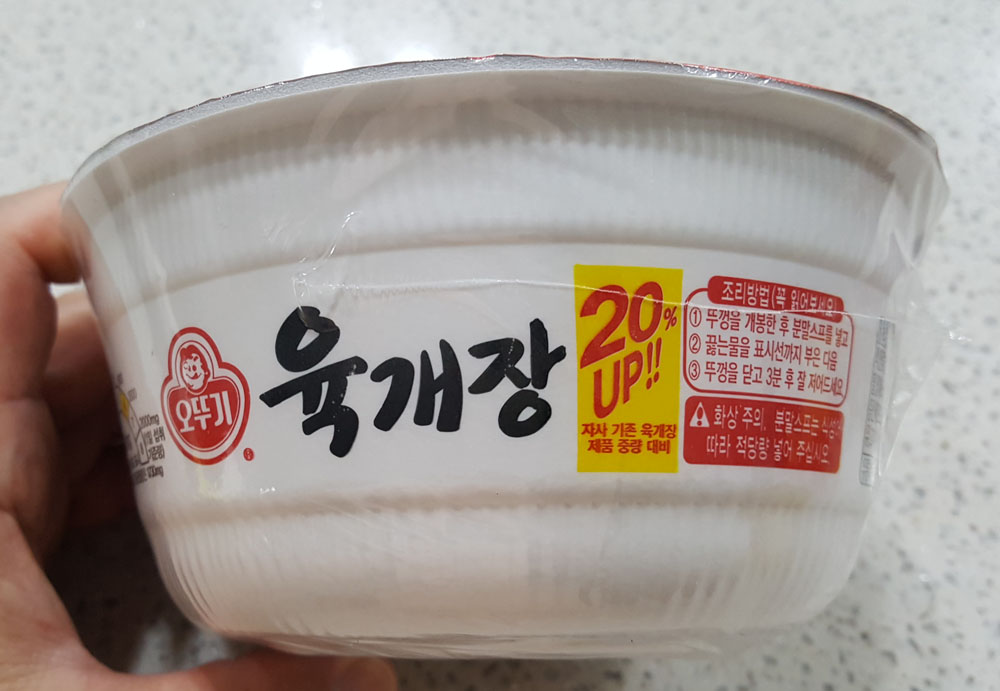 오뚜기
육개장
20%
UP!!
자사 기존 육개장
제품 중량 대비
조리방법(꼭 읽어보세요)
① 뚜껑을 개봉한 후 분말스프를 넣고
② 끓는물을 표시선까지 부은 다음
③ 뚜껑을 닫고 3분 후 잘 저어드세요
화상 주의. 분말스프는 식성에
따라 적당량 넣어 주십시오.